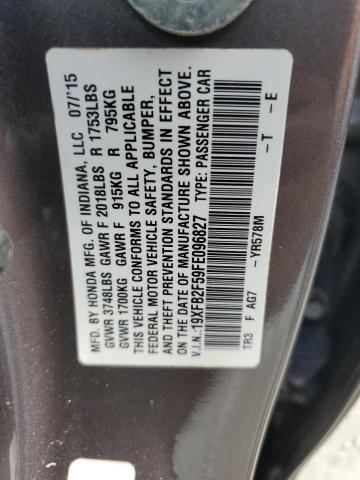 MFD. BY HONDA MFG. OF INDIANA, LLC 07/'15
GVWR 3748LBS GAWR F 2018LBS R 1753LBS
GVWR 1700KG GAWR F 915KG R 795KG
THIS VEHICLE CONFORMS TO ALL APPLICABLE
FEDERAL MOTOR VEHICLE SAFETY, BUMPER,
AND THEFT PREVENTION STANDARDS IN EFFECT
ON THE DATE OF MANUFACTURE SHOWN ABOVE.
V.I.N.:19XFB2F59FE096827 TYPE: PASSENGER CAR
TR3 F AG7 -YR578M -T -E